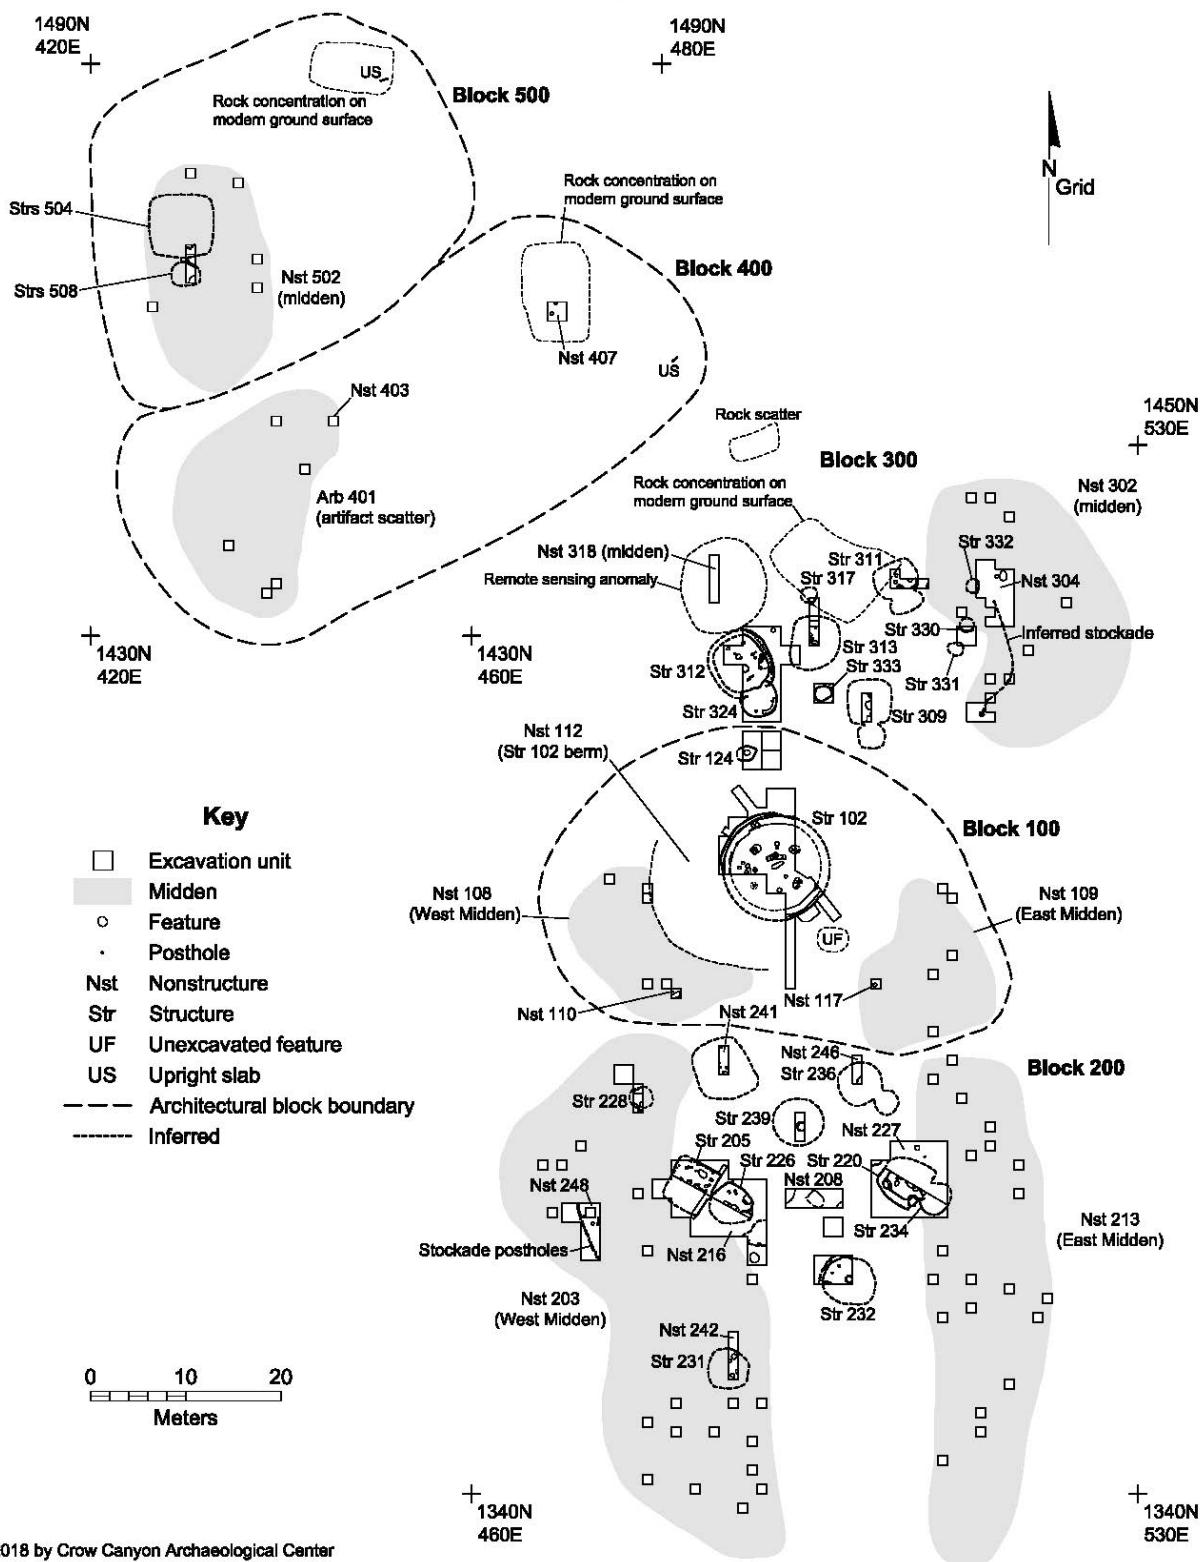 1490N
420E
1490N
480E
US
Block 500
Rock concentration on
modern ground surface
N
Grid
Rock concentration on
modern ground surface
Strs 504
Block 400
Strs 508
Nst 502
(midden)
Nst 407
US
Nst 403
Rock scatter
1450N
530E
Block 300
Rock concentration on
modern ground surface
Nst 302
(midden)
Arb 401
(artifact scatter)
Str 332
Nst 318 (midden)
Str 311
Remote sensing anomaly
Str 317
Nst 304
Str 330
Inferred stockade
1430N
420E
1430N
460E
Str 313
Str 312
Str 333
Str 331
Str 324
Str 309
Nst 112
(Str 102 berm)
Str 124
Key
Str 102
Block 100
Excavation unit
Midden
Feature
Posthole
Nst Nonstructure
Str Structure
UF Unexcavated feature
US Upright slab
Architectural block boundary
Inferred
Nst 108
(West Midden)
Nst 109
(East Midden)
UF
Nst 110
Nst 117
Nst 241
Nst 246
Str 236
Block 200
Str 228
Str 239
Nst 227
Str 205
Str 226
Str 220
Nst 248
Nst 208
Str 234
Stockade postholes
Nst 216
Nst 213
(East Midden)
Nst 203
(West Midden)
Str 232
Nst 242
Str 231
0 10 20
Meters
1340N
460E
1340N
530E
018 by Crow Canyon Archaeological Center